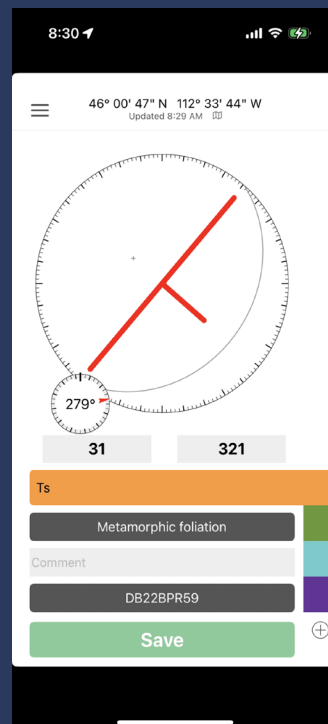 8:30
46° 00' 47" N 112° 33' 44" W
Updated 8:29 AM
279°
31 321
Ts
Metamorphic foliation
Comment
DB22BPR59
Save